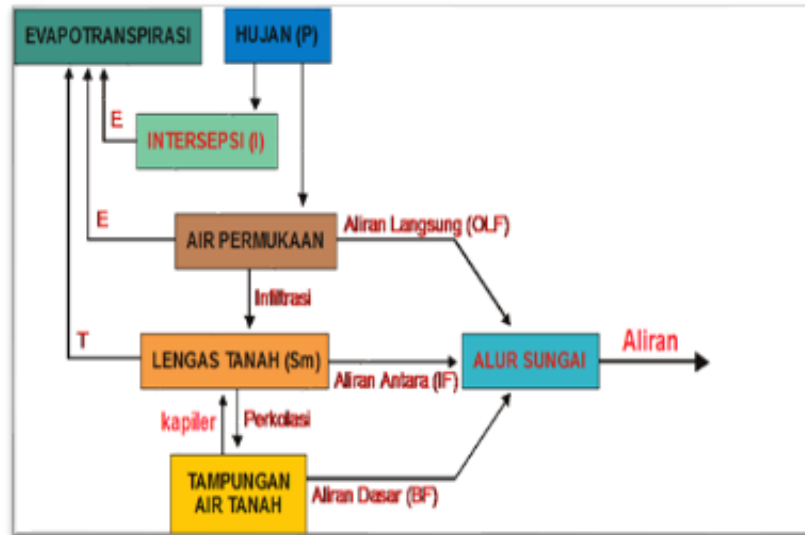 EVAPOTRANSPIRASI
HUJAN (P)
E
INTERSEPSI (I)
E
AIR PERMUKAAN
Aliran Langsung (OLF)
Infiltrasi
T
LENGAS TANAH (Sm)
Aliran Antara (IF)
ALUR SUNGAI
Aliran
kapiler
Perkolasi
TAMPUNGAN
AIR TANAH
Aliran Dasar (BF)